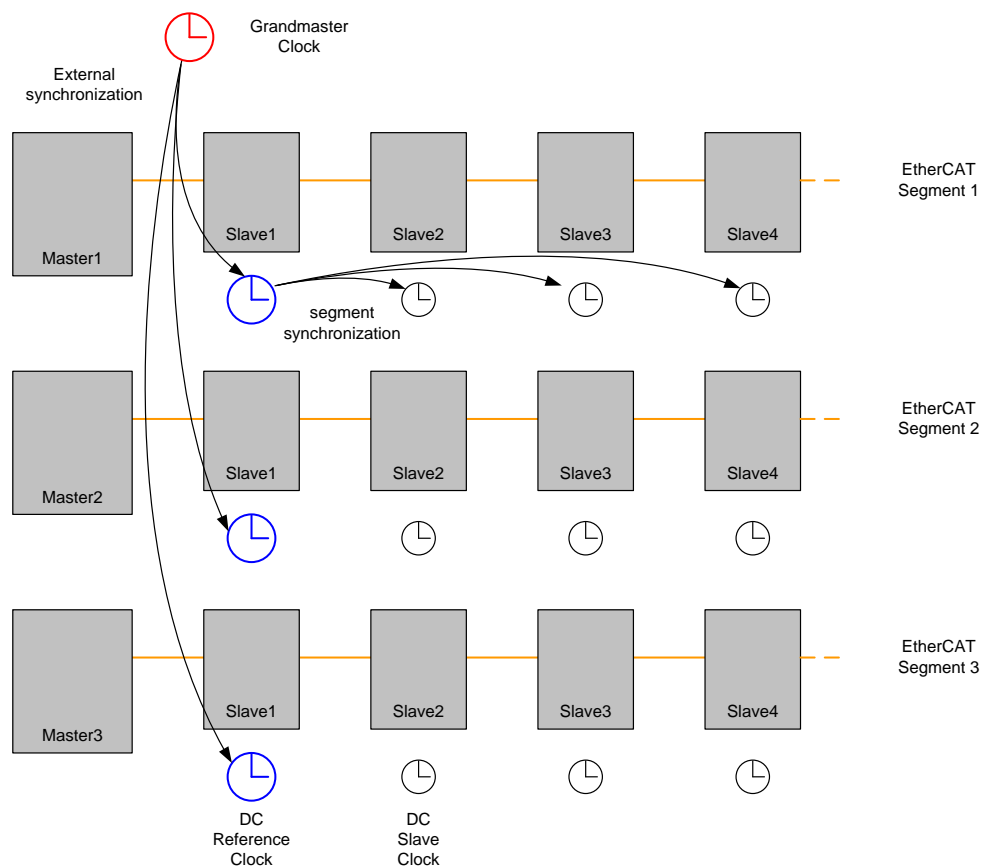 Grandmaster
Clock
External
synchronization
EtherCAT
Segment 1
Master1
Slave1
Slave2
Slave3
Slave4
segment
synchronization
EtherCAT
Segment 2
Master2
Slave1
Slave2
Slave3
Slave4
EtherCAT
Segment 3
Master3
Slave1
Slave2
Slave3
Slave4
DC
Reference
Clock
DC
Slave
Clock